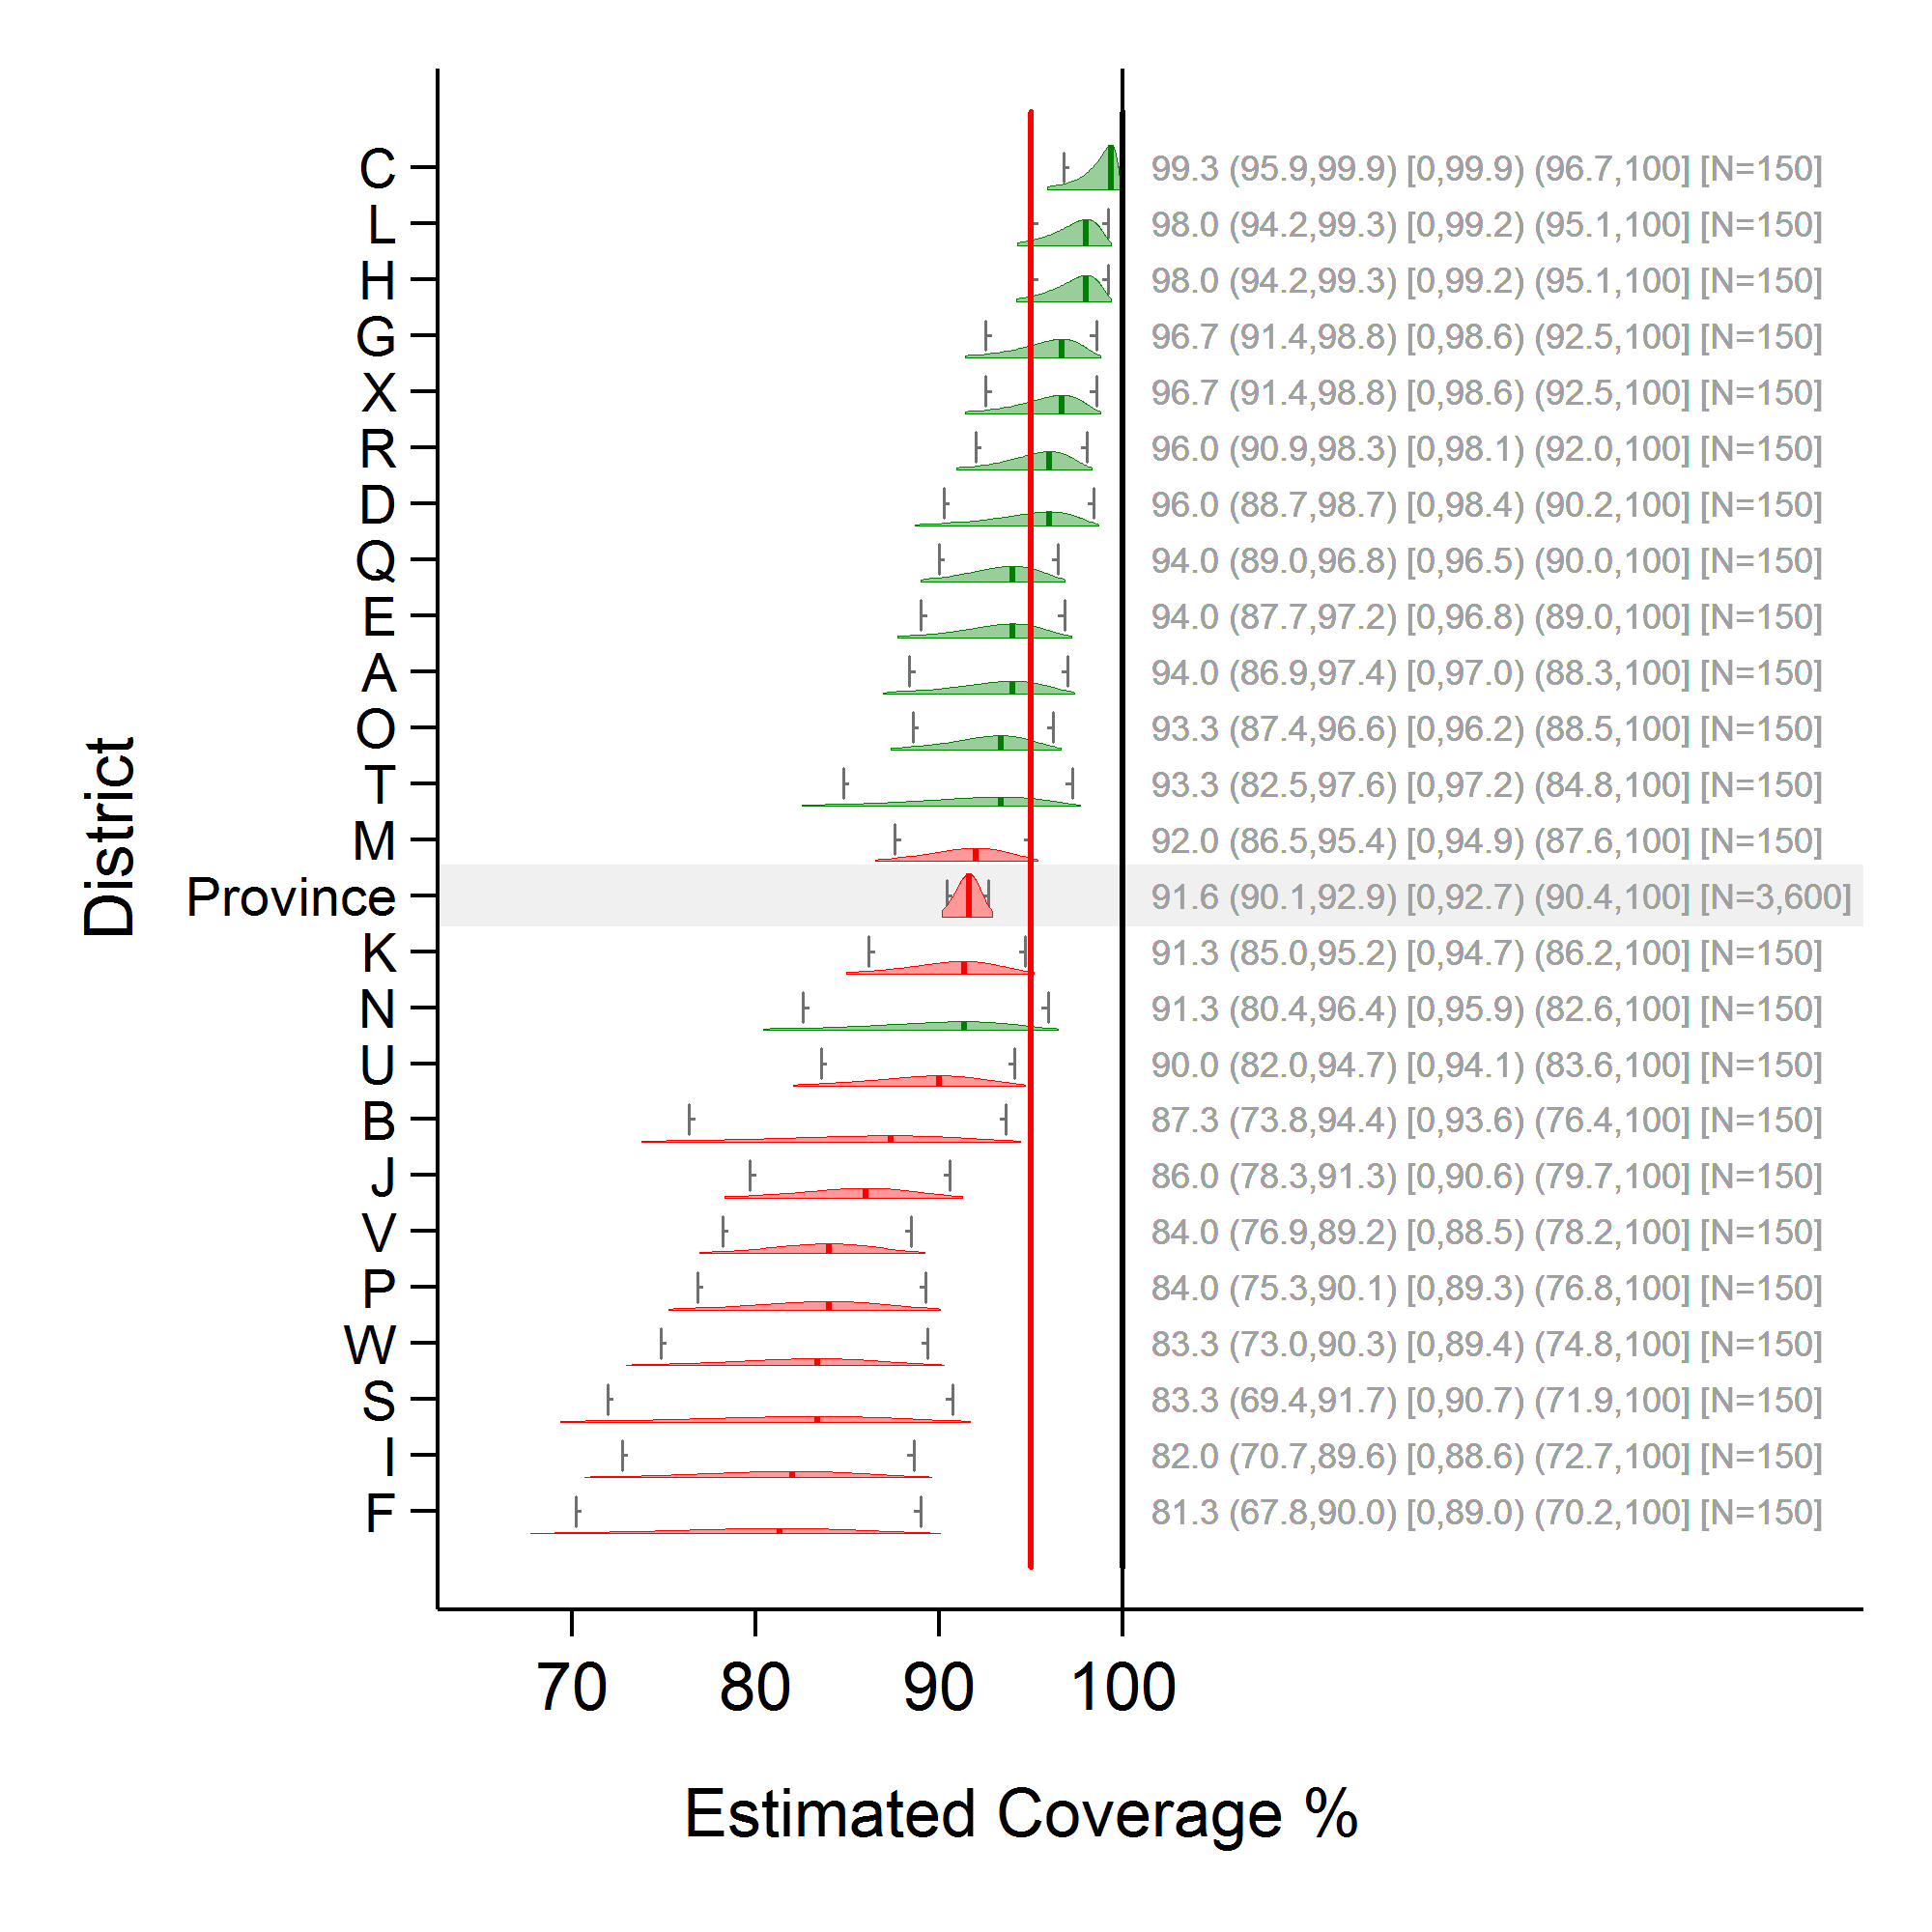 District
C 99.3 (95.9,99.9) [0,99.9) (96.7,100] [N=150]
L 98.0 (94.2,99.3) [0,99.2) (95.1,100] [N=150]
H 98.0 (94.2,99.3) [0,99.2) (95.1,100] [N=150]
G 96.7 (91.4,98.8) [0,98.6) (92.5,100] [N=150]
X 96.7 (91.4,98.8) [0,98.6) (92.5,100] [N=150]
R 96.0 (90.9,98.3) [0,98.1) (92.0,100] [N=150]
D 96.0 (88.7,98.7) [0,98.4) (90.2,100] [N=150]
Q 94.0 (89.0,96.8) [0,96.5) (90.0,100] [N=150]
E 94.0 (87.7,97.2) [0,96.8) (89.0,100] [N=150]
A 94.0 (86.9,97.4) [0,97.0) (88.3,100] [N=150]
O 93.3 (87.4,96.6) [0,96.2) (88.5,100] [N=150]
T 93.3 (82.5,97.6) [0,97.2) (84.8,100] [N=150]
M 92.0 (86.5,95.4) [0,94.9) (87.6,100] [N=150]
Province 91.6 (90.1,92.9) [0,92.7) (90.4,100] [N=3,600]
K 91.3 (85.0,95.2) [0,94.7) (86.2,100] [N=150]
N 91.3 (80.4,96.4) [0,95.9) (82.6,100] [N=150]
U 90.0 (82.0,94.7) [0,94.1) (83.6,100] [N=150]
B 87.3 (73.8,94.4) [0,93.6) (76.4,100] [N=150]
J 86.0 (78.3,91.3) [0,90.6) (79.7,100] [N=150]
V 84.0 (76.9,89.2) [0,88.5) (78.2,100] [N=150]
P 84.0 (75.3,90.1) [0,89.3) (76.8,100] [N=150]
W 83.3 (73.0,90.3) [0,89.4) (74.8,100] [N=150]
S 83.3 (69.4,91.7) [0,90.7) (71.9,100] [N=150]
I 82.0 (70.7,89.6) [0,88.6) (72.7,100] [N=150]
F 81.3 (67.8,90.0) [0,89.0) (70.2,100] [N=150]
70 80 90 100
Estimated Coverage %